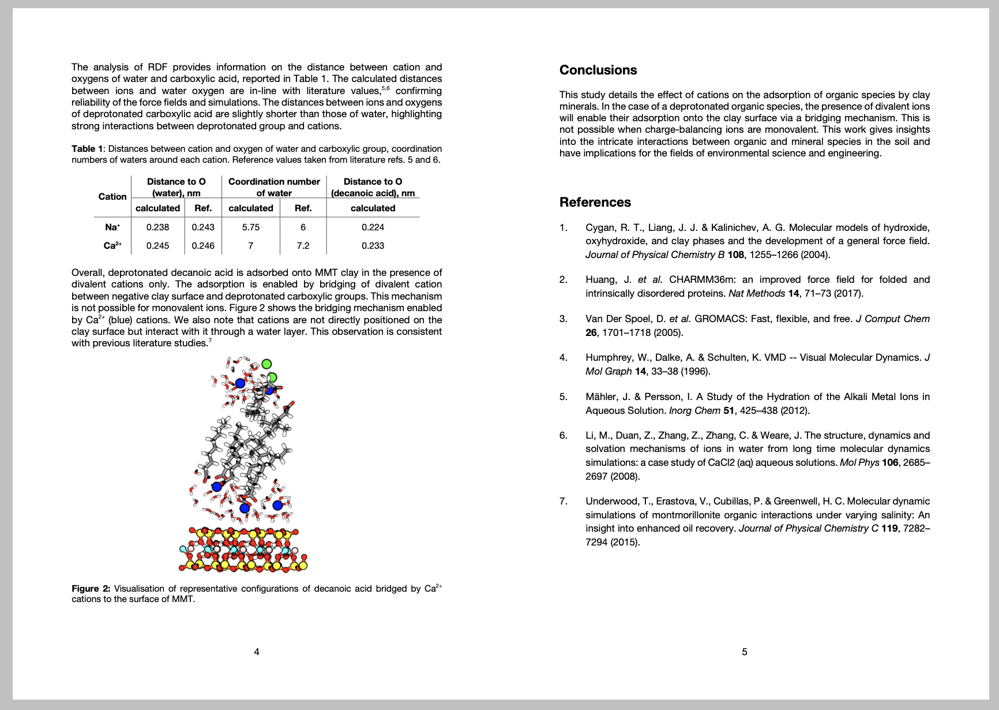 The analysis of RDF provides information on the distance between cation and
oxygens of water and carboxylic acid, reported in Table 1. The calculated distances
between ions and water oxygen are in-line with literature values,5,6 confirming
reliability of the force fields and simulations. The distances between ions and oxygens
of deprotonated carboxylic acid are slightly shorter than those of water, highlighting
strong interactions between deprotonated group and cations.
Table 1: Distances between cation and oxygen of water and carboxylic group, coordination
numbers of waters around each cation. Reference values taken from literature refs. 5 and 6.
Cation
Distance to O (water), nm
Coordination number of water
Distance to O (decanoic acid), nm
calculated Ref. calculated Ref. calculated
Na⁺ 0.238 0.243 5.75 6 0.224
Ca²⁺ 0.245 0.246 7 7.2 0.233
Overall, deprotonated decanoic acid is adsorbed onto MMT clay in the presence of
divalent cations only. The adsorption is enabled by bridging of divalent cation
between negative clay surface and deprotonated carboxylic groups. This mechanism
is not possible for monovalent ions. Figure 2 shows the bridging mechanism enabled
by Ca²⁺ (blue) cations. We also note that cations are not directly positioned on the
clay surface but interact with it through a water layer. This observation is consistent
with previous literature studies.⁷
Figure 2: Visualisation of representative configurations of decanoic acid bridged by Ca²⁺
cations to the surface of MMT.
4
Conclusions
This study details the effect of cations on the adsorption of organic species by clay
minerals. In the case of a deprotonated organic species, the presence of divalent ions
will enable their adsorption onto the clay surface via a bridging mechanism. This is
not possible when charge-balancing ions are monovalent. This work gives insights
into the intricate interactions between organic and mineral species in the soil and
have implications for the fields of environmental science and engineering.
References
1. Cygan, R. T., Liang, J. J. & Kalinichev, A. G. Molecular models of hydroxide,
oxyhydroxide, and clay phases and the development of a general force field.
Journal of Physical Chemistry B 108, 1255–1266 (2004).
2. Huang, J. et al. CHARMM36m: an improved force field for folded and
intrinsically disordered proteins. Nat Methods 14, 71–73 (2017).
3. Van Der Spoel, D. et al. GROMACS: Fast, flexible, and free. J Comput Chem
26, 1701–1718 (2005).
4. Humphrey, W., Dalke, A. & Schulten, K. VMD -- Visual Molecular Dynamics. J
Mol Graph 14, 33–38 (1996).
5. Mähler, J. & Persson, I. A Study of the Hydration of the Alkali Metal Ions in
Aqueous Solution. Inorg Chem 51, 425–438 (2012).
6. Li, M., Duan, Z., Zhang, Z., Zhang, C. & Weare, J. The structure, dynamics and
solvation mechanisms of ions in water from long time molecular dynamics
simulations: a case study of CaCl2 (aq) aqueous solutions. Mol Phys 106, 2685–
2697 (2008).
7. Underwood, T., Erastova, V., Cubillas, P. & Greenwell, H. C. Molecular dynamic
simulations of montmorillonite organic interactions under varying salinity: An
insight into enhanced oil recovery. Journal of Physical Chemistry C 119, 7282–
7294 (2015).
5